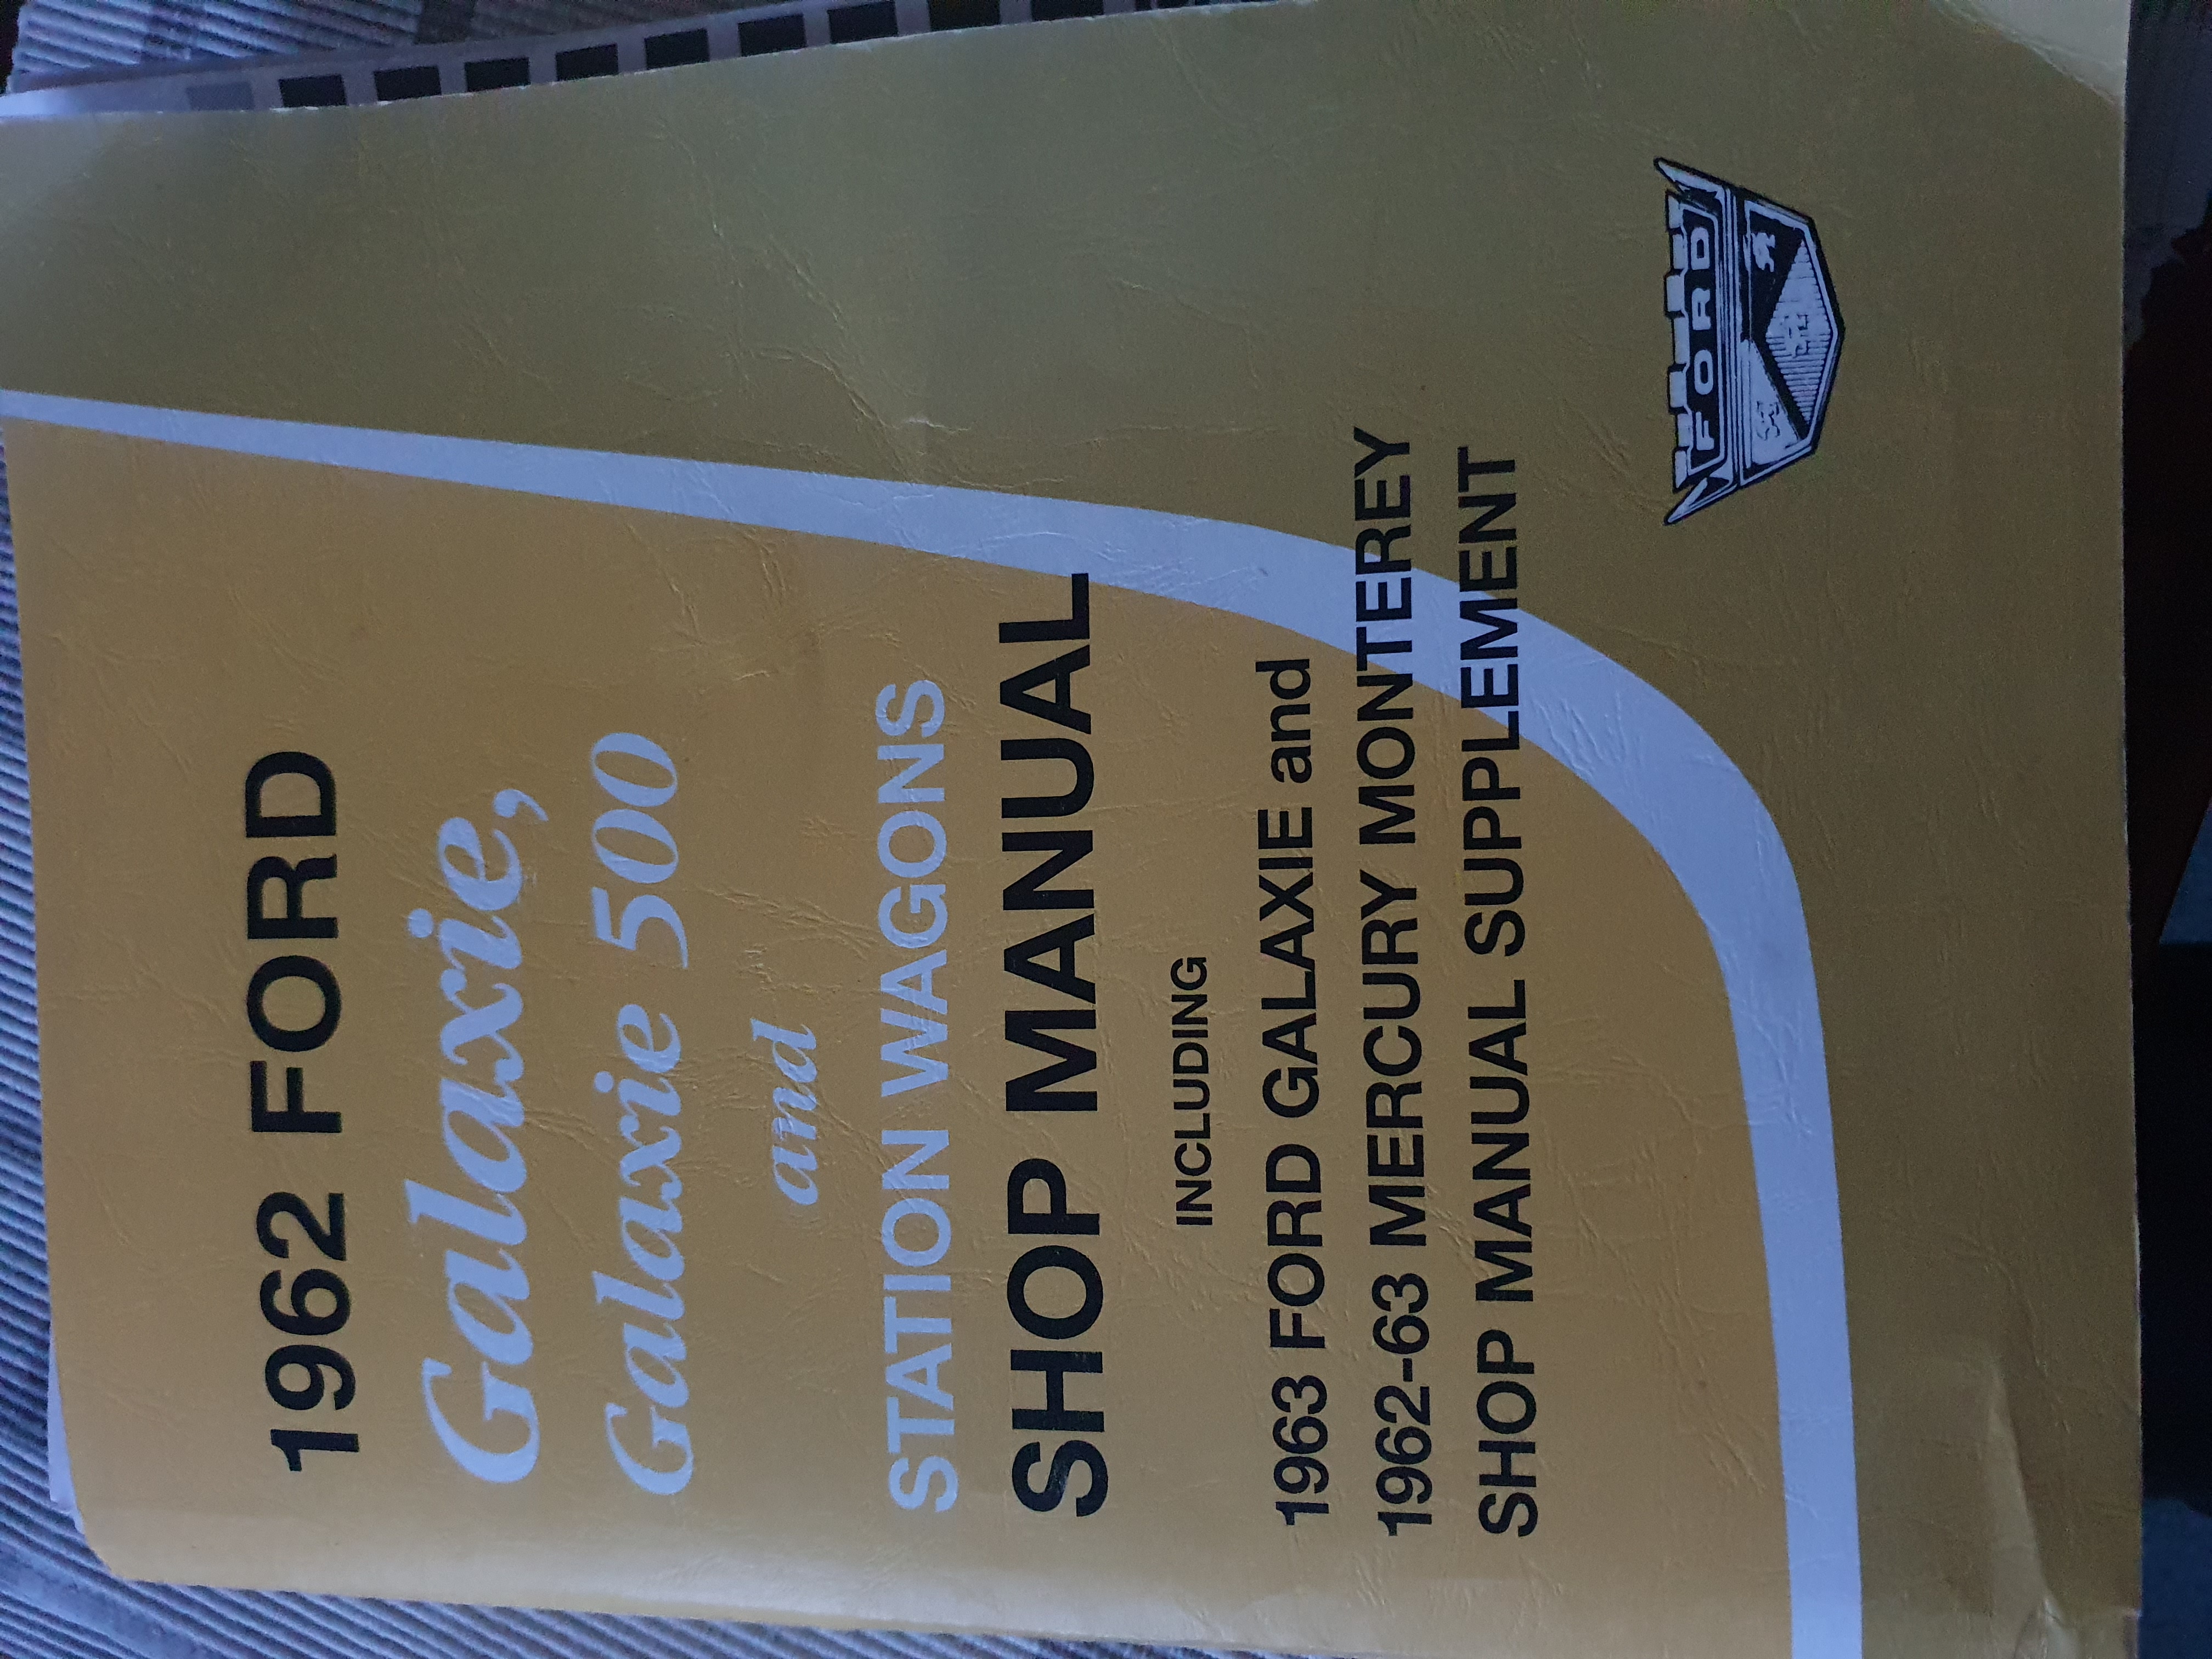 1962 FORD
Galaxie,
Galaxie 500
and
STATION WAGONS
SHOP MANUAL
INCLUDING
1963 FORD GALAXIE and
1962-63 MERCURY MONTEREY
SHOP MANUAL SUPPLEMENT
FORD